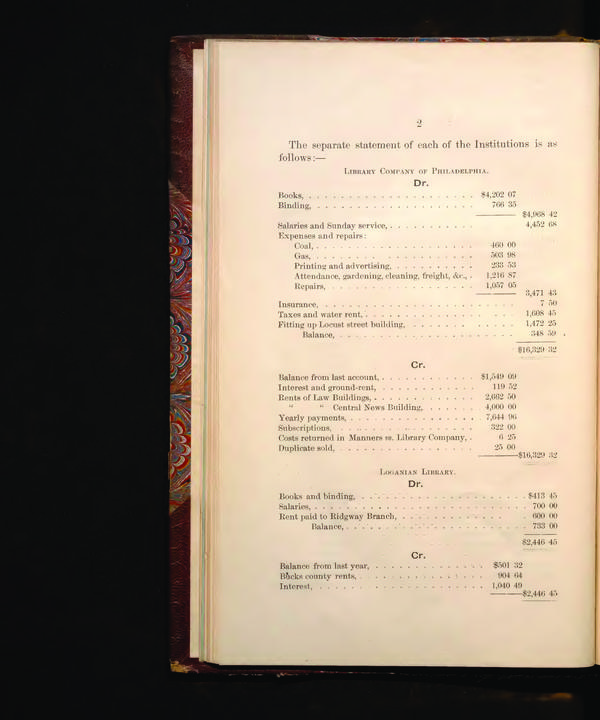 2
The separate statement of each of the Institutions is as
follows:—
Library Company of Philadelphia.
Dr.
Books, . . . . . . . . . . . . . . . . . . . . . $4,202 07
Binding, . . . . . . . . . . . . . . . . . . . . 766 35
$4,968 42
Salaries and Sunday service, . . . . . . . . . . . 4,452 68
Expenses and repairs:
Coal, . . . . . . . . . . . . . . . . . . . . 460 00
Gas, . . . . . . . . . . . . . . . . . . . . 503 98
Printing and advertising, . . . . . . . . . . 233 53
Attendance, gardening, cleaning, freight, &c., . 1,216 87
Repairs, . . . . . . . . . . . . . . . . . . 1,057 05
3,471 43
Insurance, . . . . . . . . . . . . . . . . . . . . . . . 7 50
Taxes and water rent, . . . . . . . . . . . . . . . . . . 1,608 45
Fitting up Locust street building, . . . . . . . . . . . 1,472 25
Balance, . . . . . . . . . . . . . . . . . . . . . . 348 59
$16,329 32
Cr.
Balance from last account, . . . . . . . . . . . . $1,549 09
Interest and ground-rent, . . . . . . . . . . . . 119 52
Rents of Law Buildings, . . . . . . . . . . . . . 2,662 50
" " Central News Building, . . . . . . 4,000 00
Yearly payments, . . . . . . . . . . . . . . . . 7,644 96
Subscriptions, . . . . . . . . . . . . . . . . . 322 00
Costs returned in Manners vs. Library Company, . 6 25
Duplicate sold, . . . . . . . . . . . . . . . . . 25 00
$16,329 32
Loganian Library.
Dr.
Books and binding, . . . . . . . . . . . . . . . . . . . . . $413 45
Salaries, . . . . . . . . . . . . . . . . . . . . . . . . . . 700 00
Rent paid to Ridgway Branch, . . . . . . . . . . . . . . . . 600 00
Balance, . . . . . . . . . . . . . . . . . . . . . . . 733 00
$2,446 45
Cr.
Balance from last year, . . . . . . . . . . . . . . $501 32
Bucks county rents, . . . . . . . . . . . . . . . . 904 64
Interest, . . . . . . . . . . . . . . . . . . . . . 1,040 49
$2,446 45